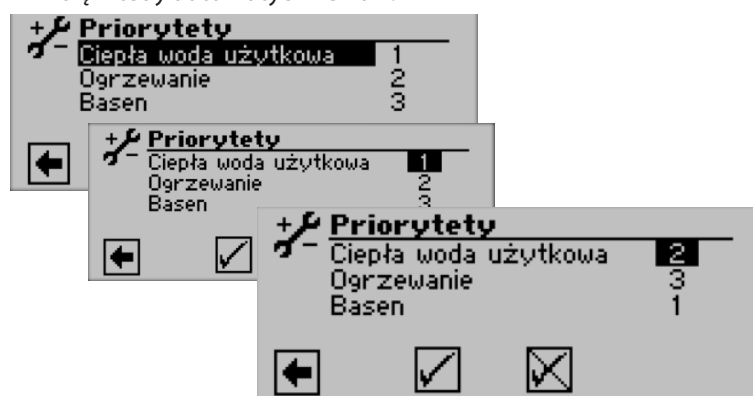 Priorytety
Ciepła woda użytkowa 1
Ogrzewanie 2
Basen 3
Priorytety
Ciepła woda użytkowa 1
Ogrzewanie 2
Basen 3
Priorytety
Ciepła woda użytkowa 2
Ogrzewanie 3
Basen 1